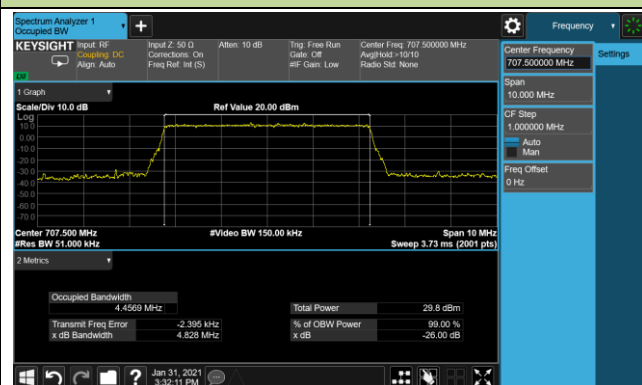 Spectrum Analyzer 1
Occupied BW
Frequency
KEYSIGHT
Input: RF
Coupling: DC
Align: Auto
Input Z: 50 Ω
Corrections: On
Freq Ref: Int (S)
Atten: 10 dB
Trig: Free Run
Gate: Off
#IF Gain: Low
Center Freq: 707.500000 MHz
Avg|Hold:>10/10
Radio Std: None
Center Frequency
707.500000 MHz
Settings
Span
10.000 MHz
CF Step
1.000000 MHz
Auto
Man
Freq Offset
0 Hz
1 Graph
Scale/Div 10.0 dB
Ref Value 20.00 dBm
Log
10.0
0.00
-10.0
-20.0
-30.0
-40.0
-50.0
-60.0
-70.0
Center 707.500 MHz
#Video BW 150.00 kHz
Span 10 MHz
#Res BW 51.000 kHz
Sweep 3.73 ms (2001 pts)
2 Metrics
Occupied Bandwidth
4.4569 MHz
Total Power 29.8 dBm
Transmit Freq Error -2.395 kHz
% of OBW Power 99.00 %
x dB Bandwidth 4.828 MHz
x dB -26.00 dB
?
Jan 31, 2021
3:32:11 PM